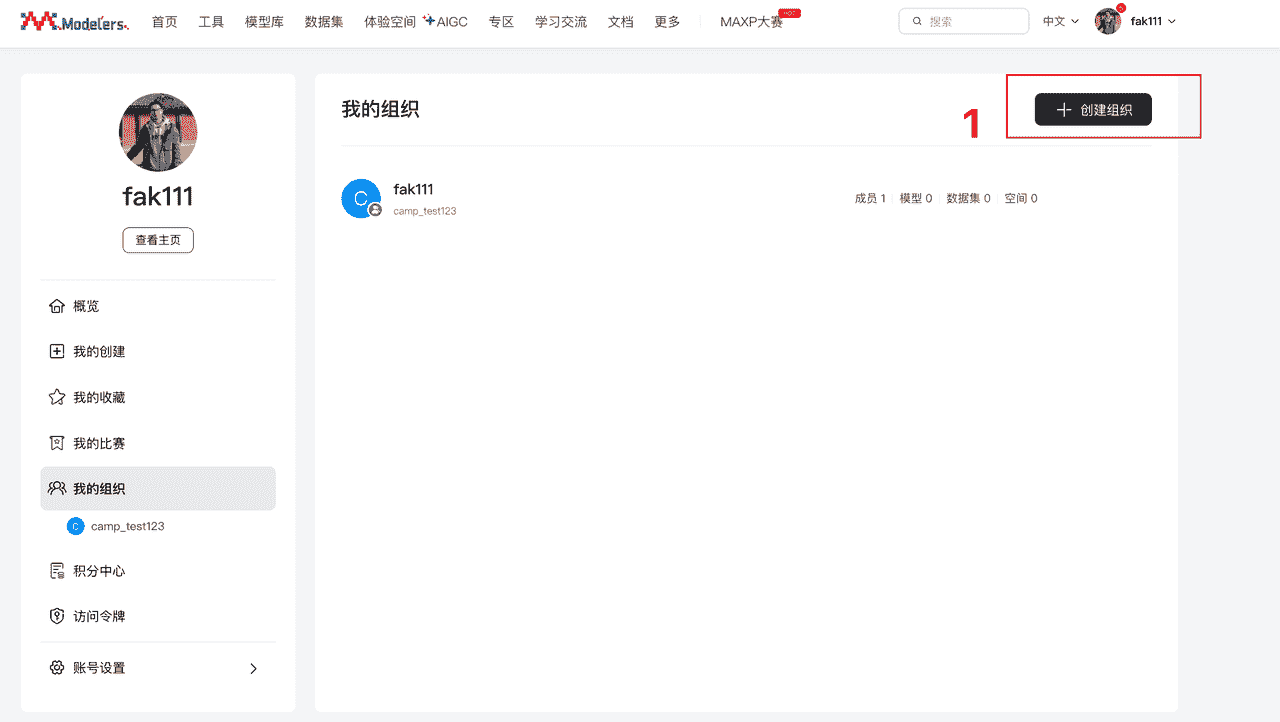 Modelers. 首页 工具 模型库 数据集 体验空间 AIGC 专区 学习交流 文档 更多 MAXP大赛 HOT 搜索 中文 fak111
fak111
查看主页
概览
我的创建
我的收藏
我的比赛
我的组织
camp_test123
积分中心
访问令牌
账号设置
我的组织
1
创建组织
C
fak111
camp_test123
成员 1 模型 0 数据集 0 空间 0